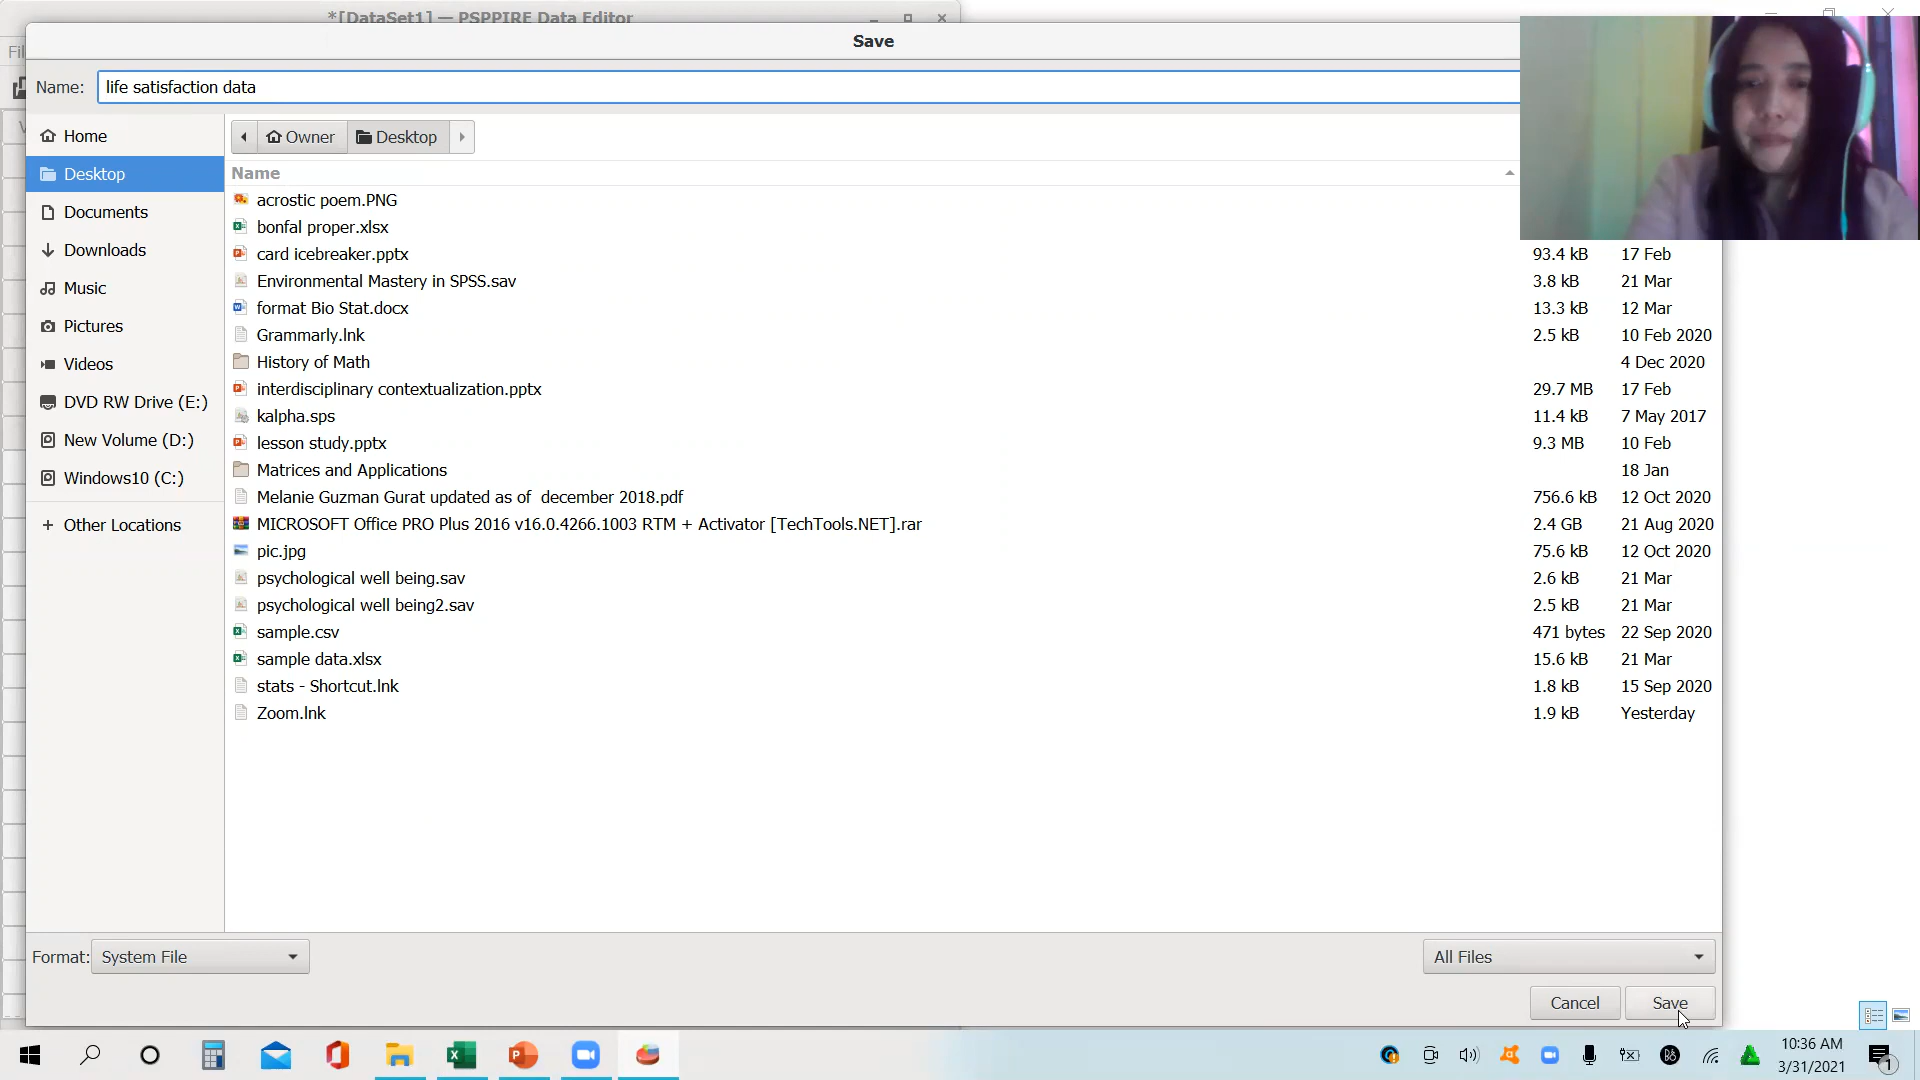 *[DataSet1] — PSPPIRE Data Editor
Fil
Save
Name: life satisfaction data
Home
Desktop
Documents
Downloads
Music
Pictures
Videos
DVD RW Drive (E:)
New Volume (D:)
Windows10 (C:)
+ Other Locations
Owner Desktop
Name
acrostic poem.PNG
bonfal proper.xlsx
card icebreaker.pptx 93.4 kB 17 Feb
Environmental Mastery in SPSS.sav 3.8 kB 21 Mar
format Bio Stat.docx 13.3 kB 12 Mar
Grammarly.lnk 2.5 kB 10 Feb 2020
History of Math 4 Dec 2020
interdisciplinary contextualization.pptx 29.7 MB 17 Feb
kalpha.sps 11.4 kB 7 May 2017
lesson study.pptx 9.3 MB 10 Feb
Matrices and Applications 18 Jan
Melanie Guzman Gurat updated as of december 2018.pdf 756.6 kB 12 Oct 2020
MICROSOFT Office PRO Plus 2016 v16.0.4266.1003 RTM + Activator [TechTools.NET].rar 2.4 GB 21 Aug 2020
pic.jpg 75.6 kB 12 Oct 2020
psychological well being.sav 2.6 kB 21 Mar
psychological well being2.sav 2.5 kB 21 Mar
sample.csv 471 bytes 22 Sep 2020
sample data.xlsx 15.6 kB 21 Mar
stats - Shortcut.lnk 1.8 kB 15 Sep 2020
Zoom.lnk 1.9 kB Yesterday
Format: System File
All Files
Cancel Save
10:36 AM
3/31/2021
1